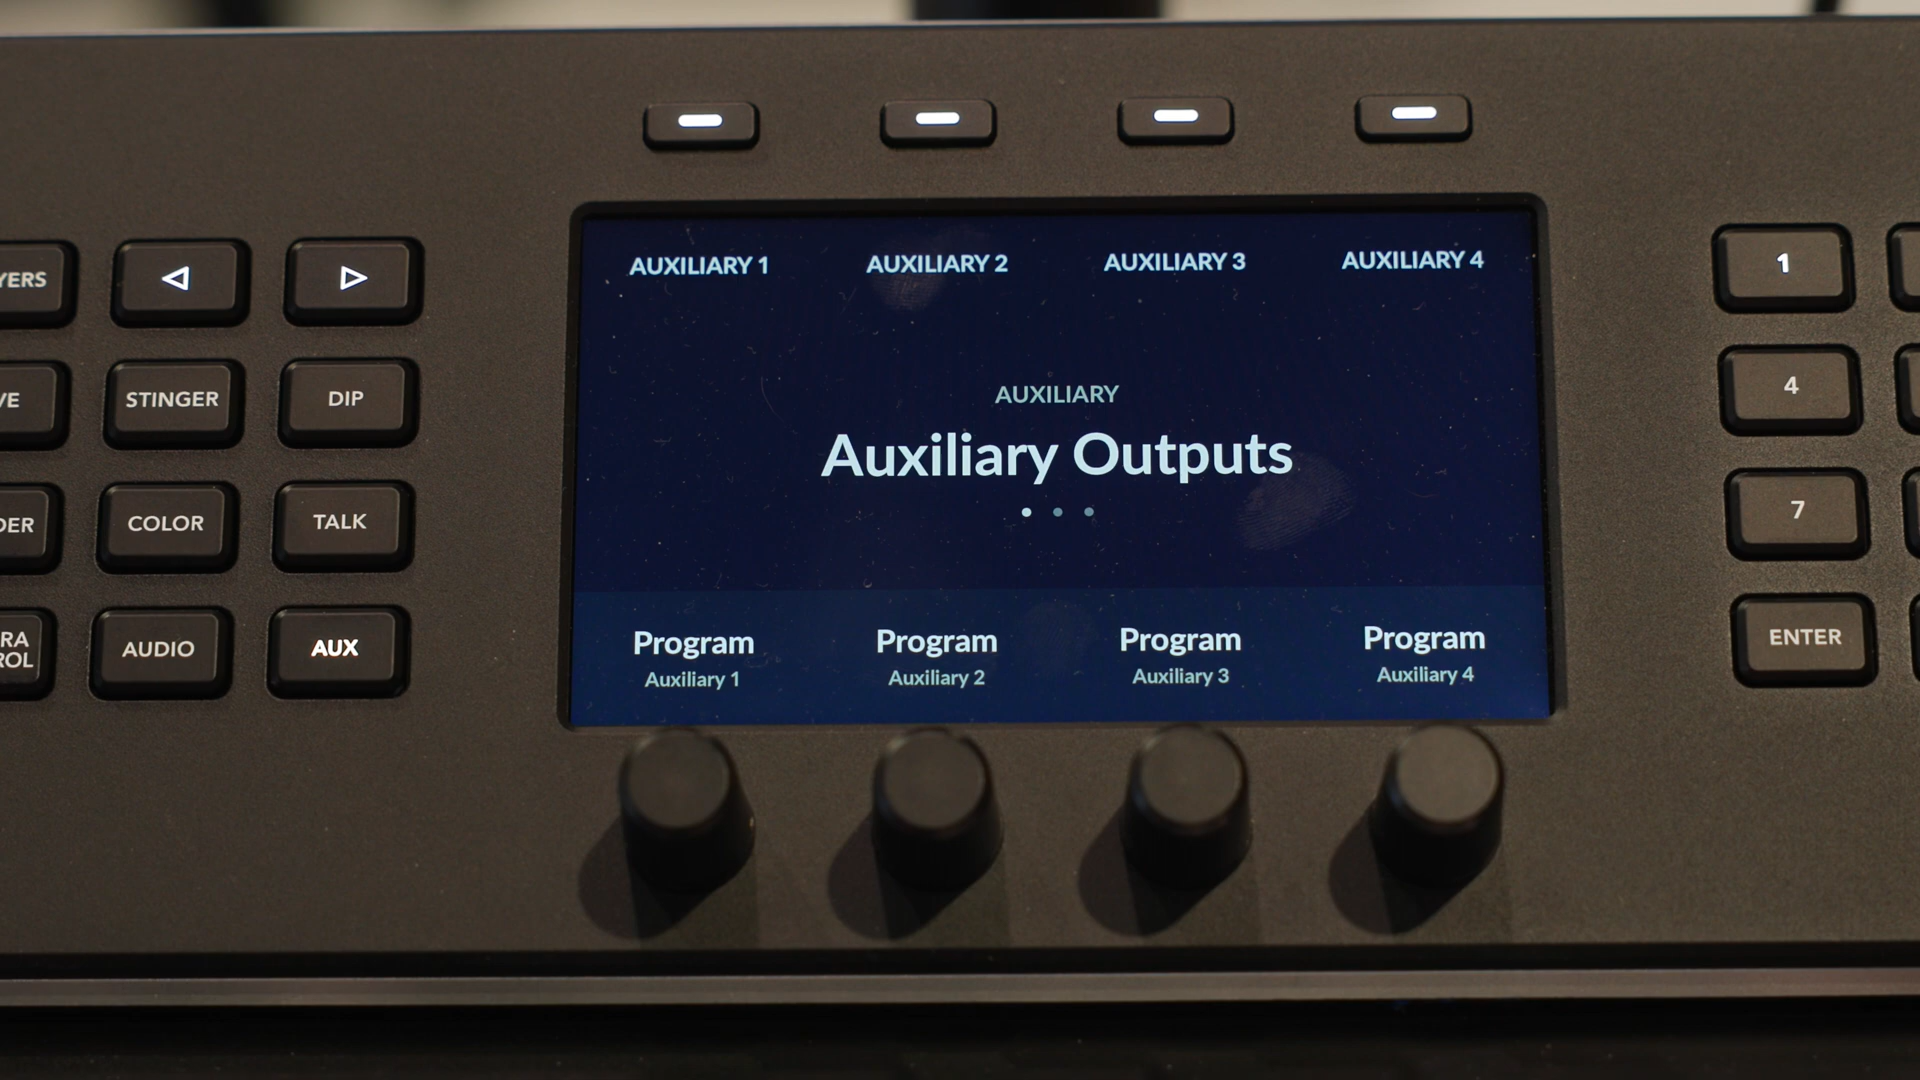 AUXILIARY 1 AUXILIARY 2 AUXILIARY 3 AUXILIARY 4
AUXILIARY
Auxiliary Outputs
Program Program Program Program
Auxiliary 1 Auxiliary 2 Auxiliary 3 Auxiliary 4
YERS
VE STINGER DIP
DER COLOR TALK
RA
ROL
AUDIO AUX
1
4
7
ENTER